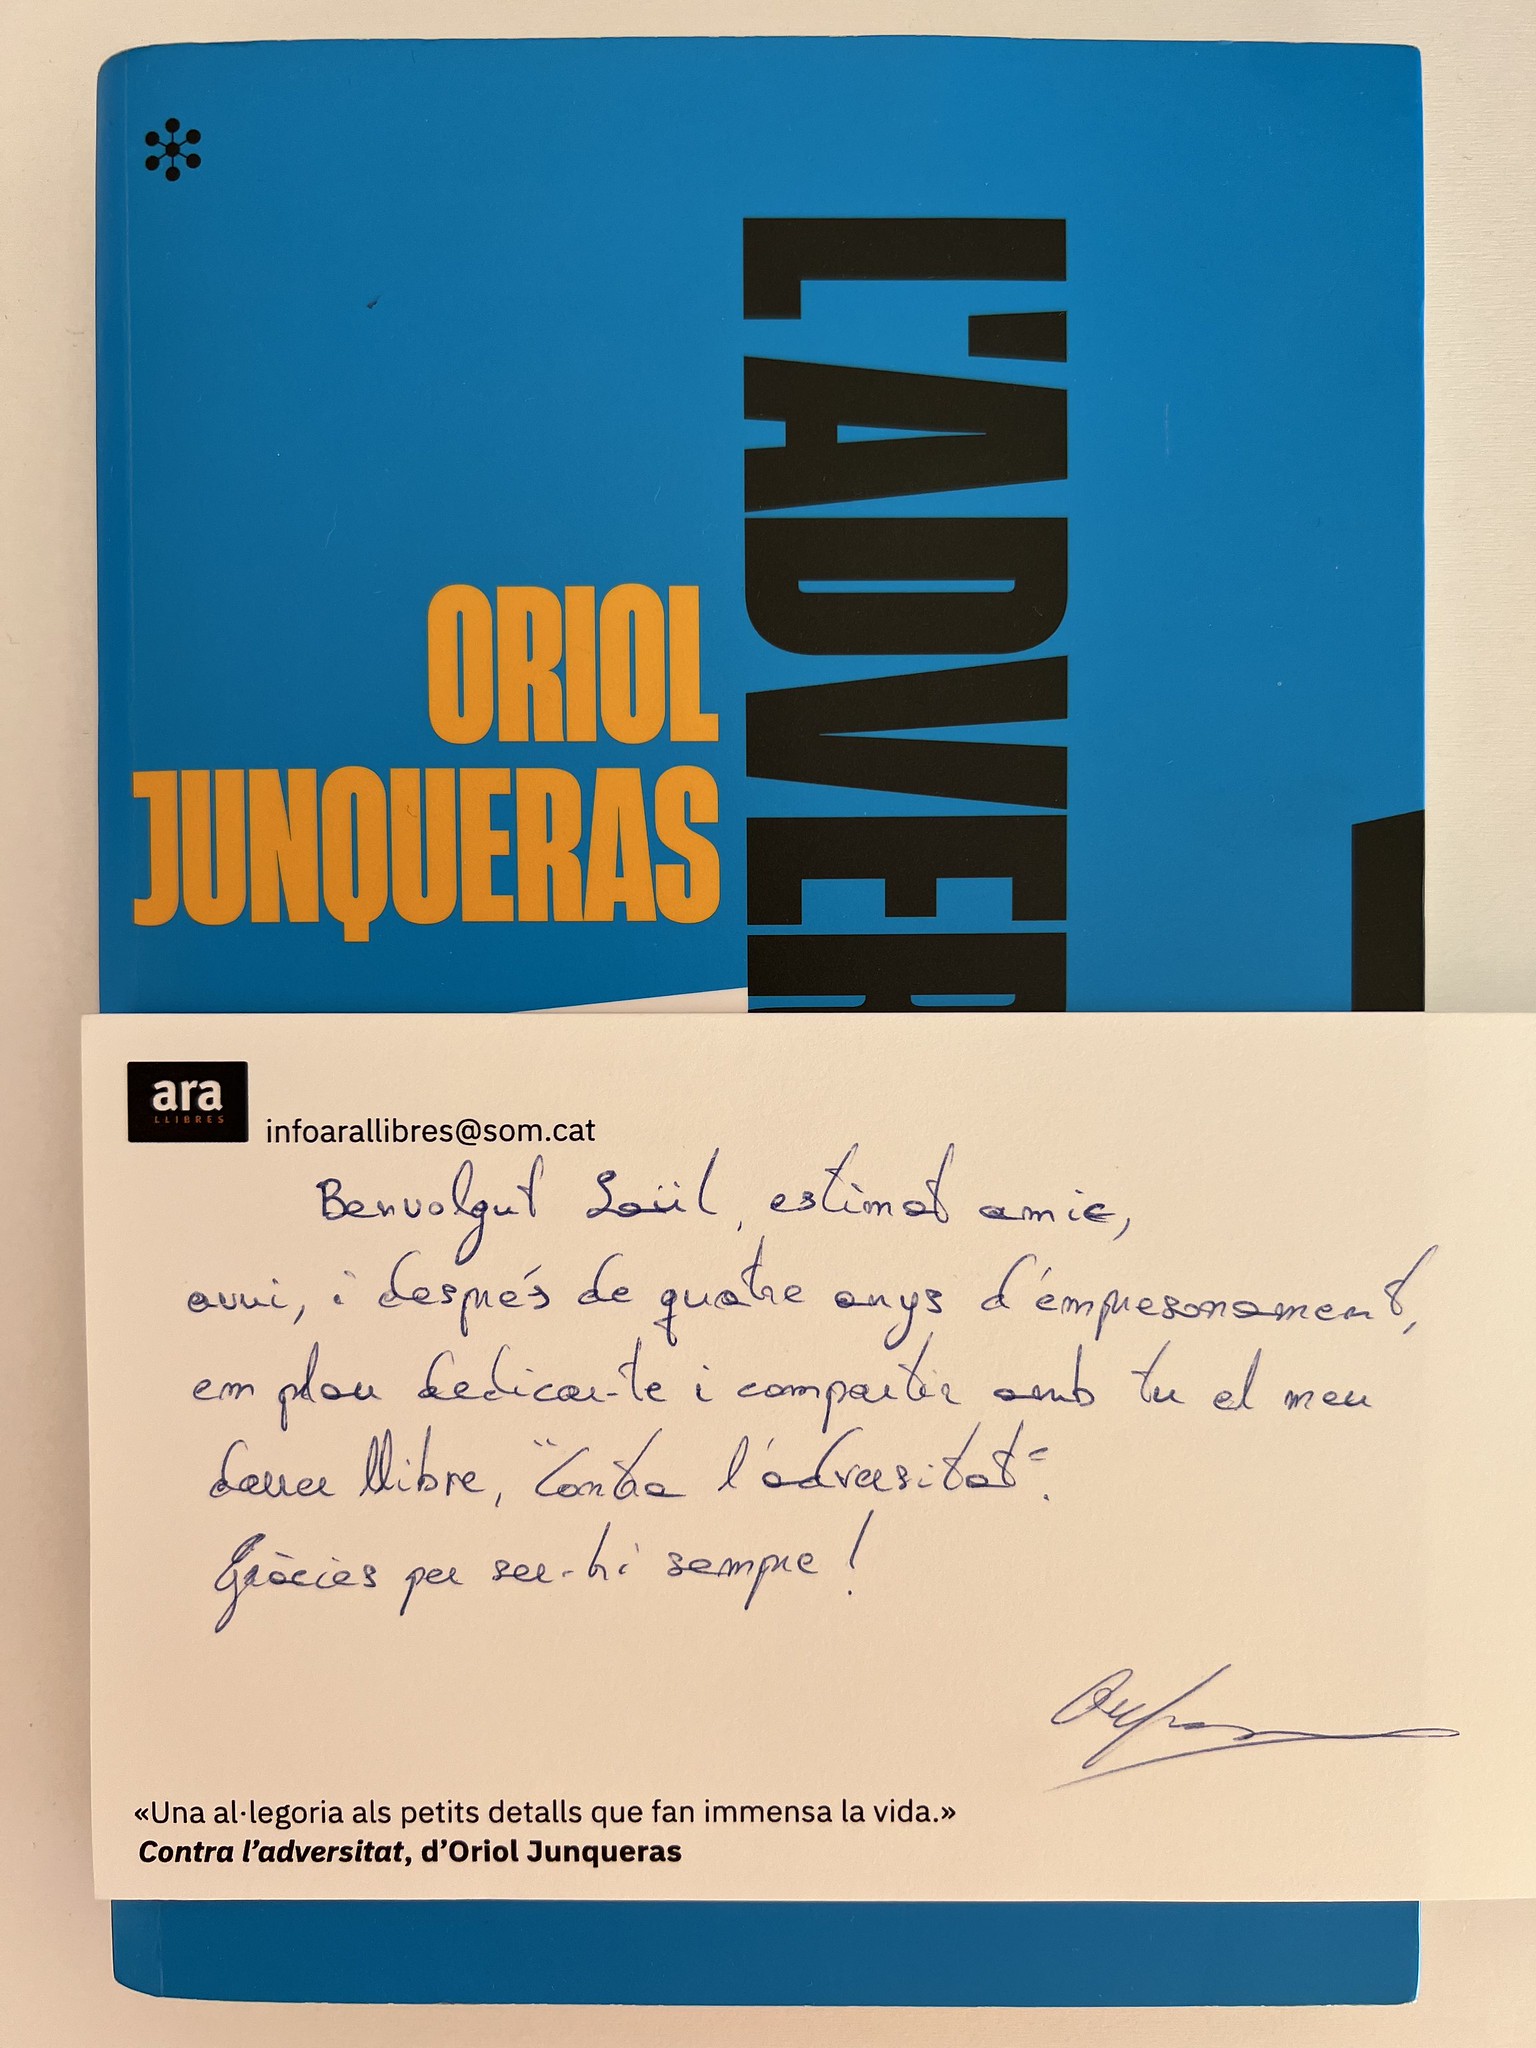 L'ADVER
ORIOL
JUNQUERAS
ara
LLIBRES
infoarallibres@som.cat
Benvolgut Saül, estimat amic,
avui, i després de quatre anys d'empresonament,
em plau dedicar-te i compartir amb tu el meu
darrer llibre, "Contra l'adversitat".
Gràcies per ser-hi sempre!
«Una al·legoria als petits detalls que fan immensa la vida.»
Contra l'adversitat, d'Oriol Junqueras